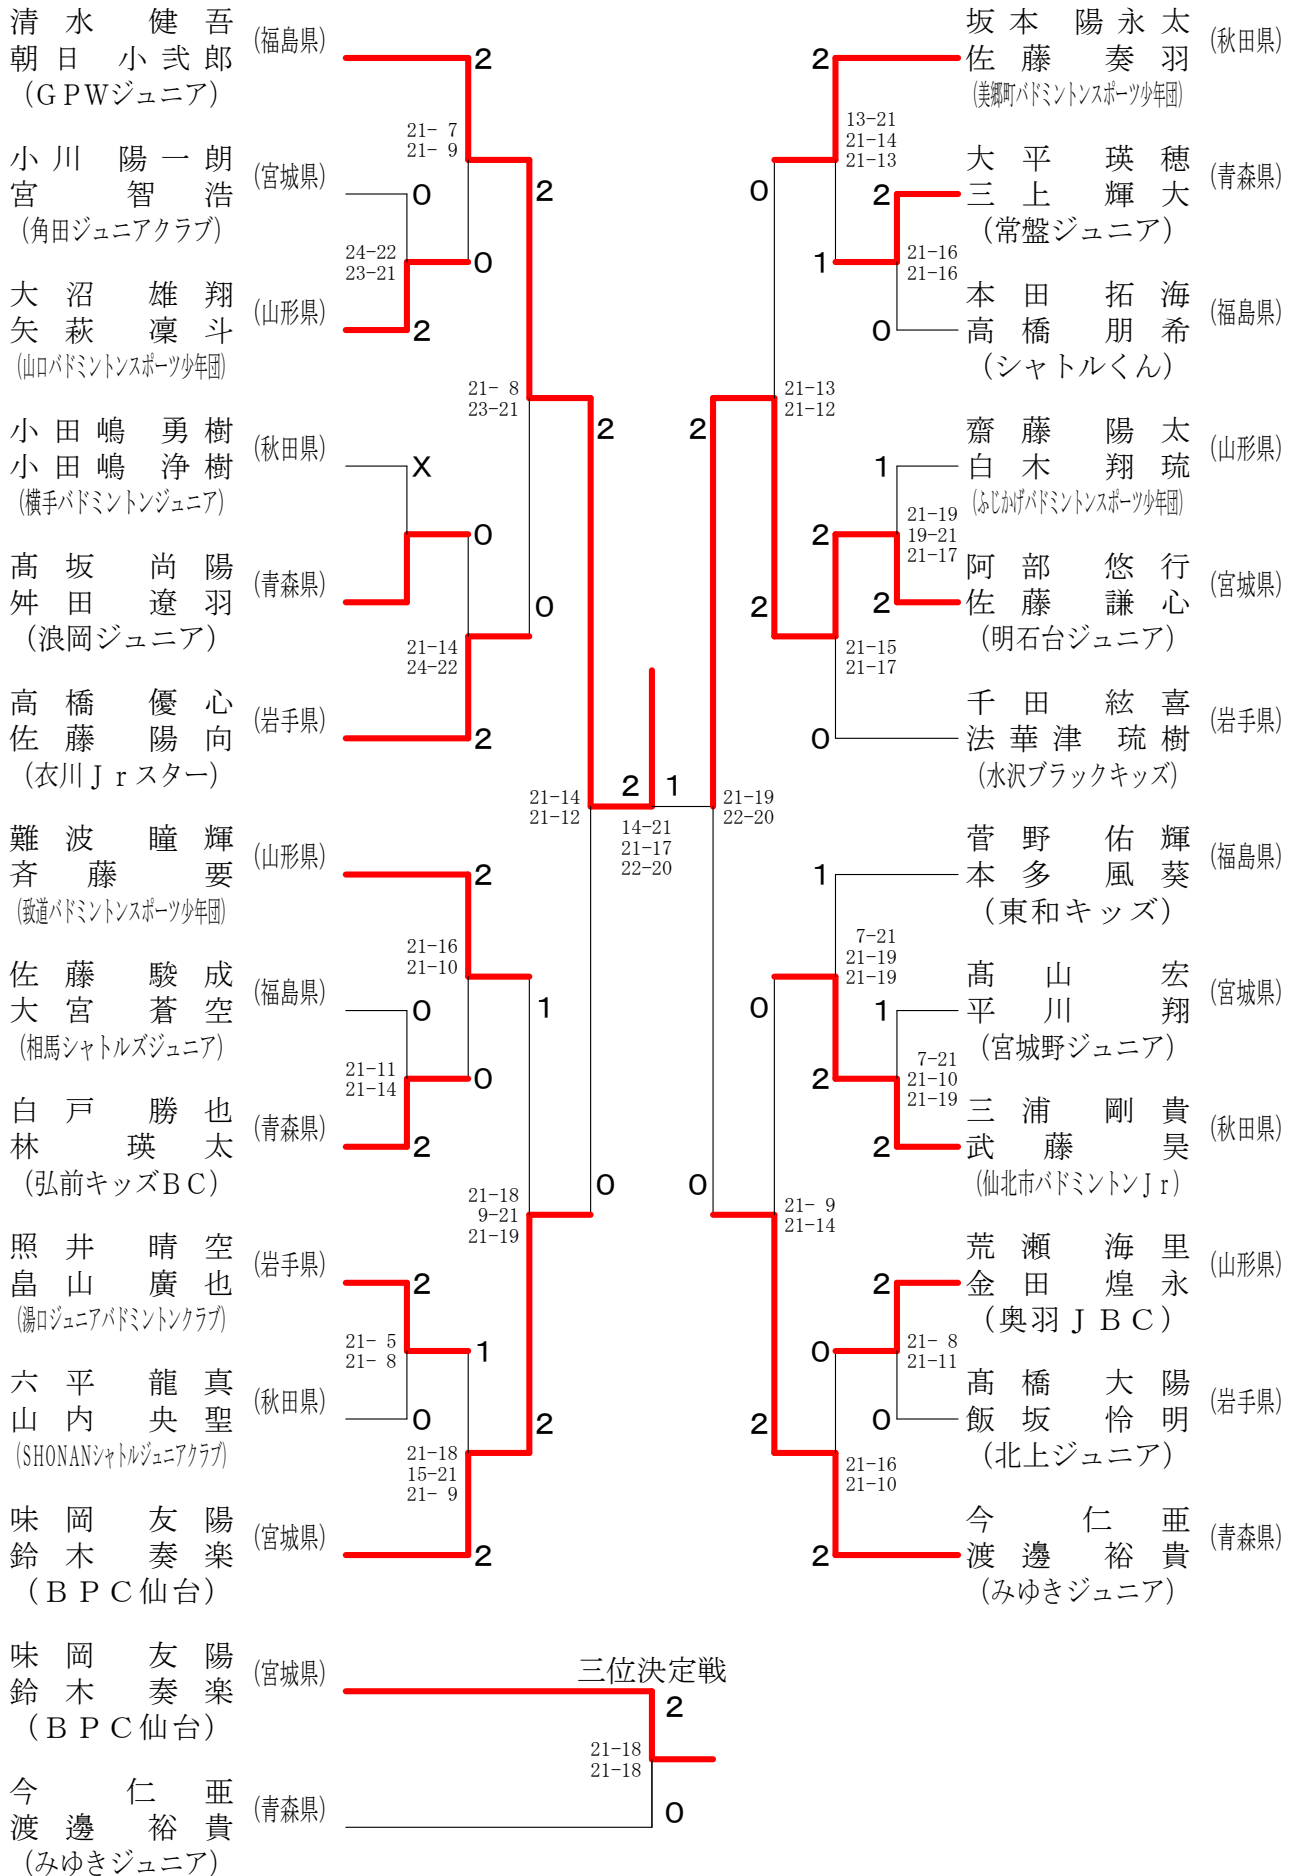 清水 健吾
朝日 小弐郎
(福島県)
(GPWジュニア)
2
21- 7
21- 9
小川 陽一朗
宮 智浩
(宮城県)
(角田ジュニアクラブ)
0
2
24-22
23-21
0
大沼 雄翔
矢萩 凜斗
(山形県)
(山口バドミントンスポーツ少年団)
2
21- 8
23-21
小田嶋 勇樹
小田嶋 浄樹
(秋田県)
(横手バドミントンジュニア)
X
2
0
髙坂 尚陽
舛田 遼羽
(青森県)
(浪岡ジュニア)
0
21-14
24-22
高橋 優心
佐藤 陽向
(岩手県)
(衣川Jrスター)
2
21-14
21-12
難波 瞳輝
斉藤 要
(山形県)
(致道バドミントンスポーツ少年団)
2
21-16
21-10
佐藤 駿成
大宮 蒼空
(福島県)
(相馬シャトルズジュニア)
0
1
21-11
21-14
0
白戸 勝也
林 瑛太
(青森県)
(弘前キッズBC)
2
21-18
9-21
21-19
0
照井 晴空
畠山 廣也
(岩手県)
(湯口ジュニアバドミントンクラブ)
2
21- 5
21- 8
1
六平 龍真
山内 央聖
(秋田県)
(SHONANシャトルジュニアクラブ)
0
2
21-18
15-21
21- 9
味岡 友陽
鈴木 奏楽
(宮城県)
(BPC仙台)
2
2
1
14-21
21-17
22-20
坂本 陽永太
佐藤 奏羽
(秋田県)
(美郷町バドミントンスポーツ少年団)
2
13-21
21-14
21-13
大平 瑛穂
三上 輝大
(青森県)
(常盤ジュニア)
2
0
21-16
21-16
1
本田 拓海
高橋 朋希
(福島県)
(シャトルくん)
0
21-13
21-12
齋藤 陽太
白木 翔琉
(山形県)
(ふじかげバドミントンスポーツ少年団)
1
2
21-19
19-21
21-17
2
阿部 悠行
佐藤 謙心
(宮城県)
(明石台ジュニア)
2
2
21-15
21-17
千田 絃喜
法華津 琉樹
(岩手県)
(水沢ブラックキッズ)
0
21-19
22-20
菅野 佑輝
本多 風葵
(福島県)
(東和キッズ)
1
7-21
21-19
21-19
髙山 宏
平川 翔
(宮城県)
(宮城野ジュニア)
1
0
7-21
21-10
21-19
2
三浦 剛貴
武藤 昊
(秋田県)
(仙北市バドミントンJr)
2
0
21- 9
21-14
荒瀬 海里
金田 煌永
(山形県)
(奥羽JBC)
2
21- 8
21-11
0
髙橋 大陽
飯坂 怜明
(岩手県)
(北上ジュニア)
0
2
21-16
21-10
今 仁亜
渡邊 裕貴
(青森県)
(みゆきジュニア)
2
三位決定戦
味岡 友陽
鈴木 奏楽
(宮城県)
(BPC仙台)
2
21-18
21-18
今 仁亜
渡邊 裕貴
(青森県)
(みゆきジュニア)
0